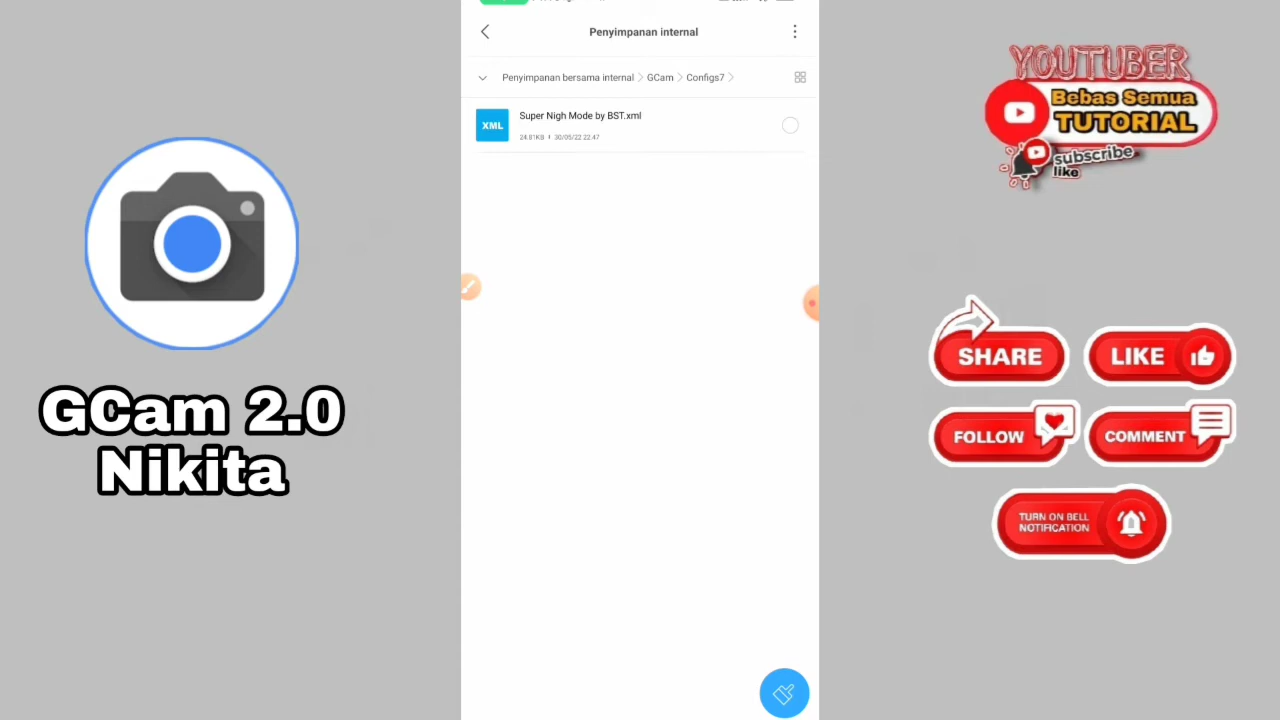 Penyimpanan internal
Penyimpanan bersama internal > GCam > Configs7 >
XML
Super Nigh Mode by BST.xml
24.81KB 30/05/22 22.47
GCam 2.0
Nikita
YOUTUBER
Bebas Semua
TUTORIAL
subscribe
like
SHARE
LIKE
FOLLOW
COMMENT
TURN ON BELL
NOTIFICATION